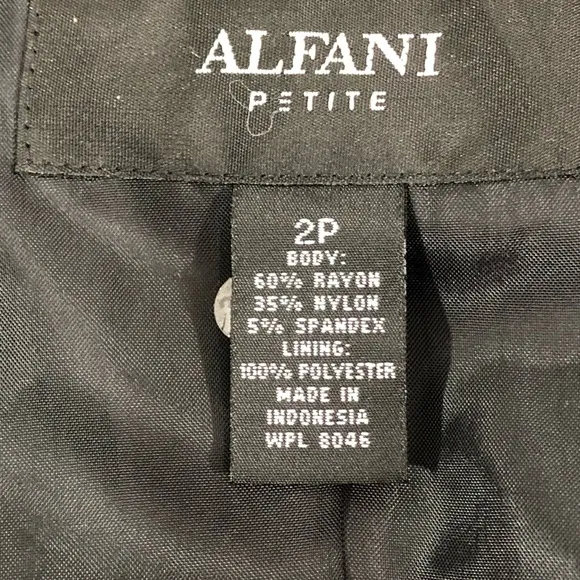 ALFANI
PETITE
2P
BODY:
60% RAYON
35% NYLON
5% SPANDEX
LINING:
100% POLYESTER
MADE IN
INDONESIA
WPL 8046